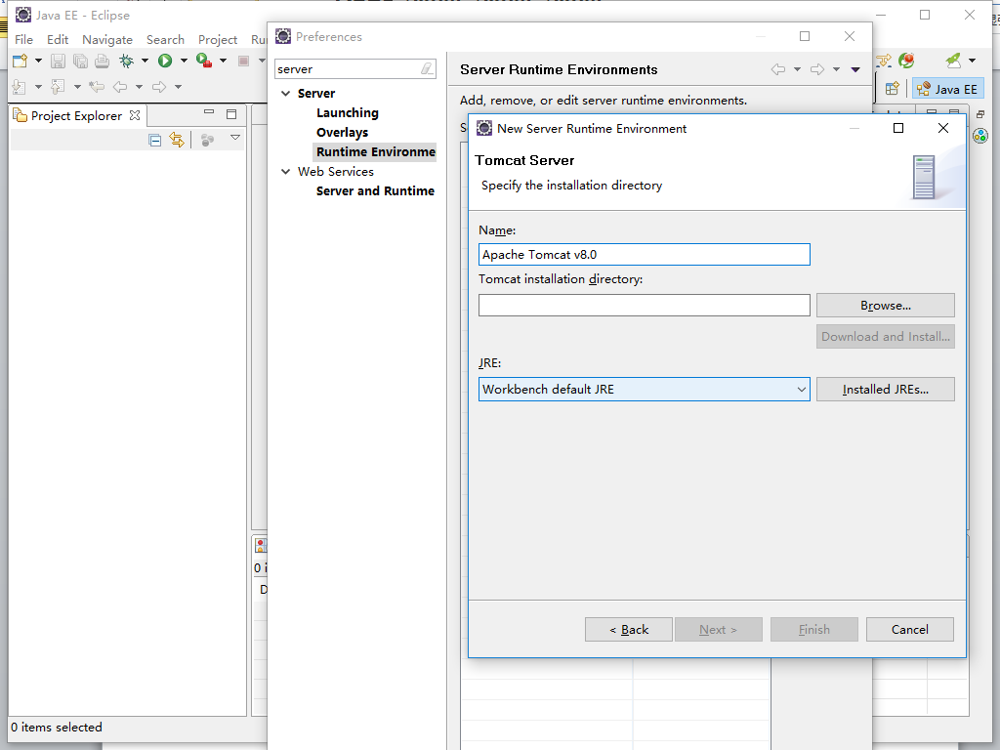 Java EE - Eclipse
File Edit Navigate Search Project
Java EE
Project Explorer
0 items selected
Preferences
server
Server
Launching
Overlays
Runtime Environme
Web Services
Server and Runtime
Server Runtime Environments
Add, remove, or edit server runtime environments.
New Server Runtime Environment
Tomcat Server
Specify the installation directory
Name:
Apache Tomcat v8.0
Tomcat installation directory:
Browse...
Download and Install...
JRE:
Workbench default JRE
Installed JREs...
< Back
Next >
Finish
Cancel